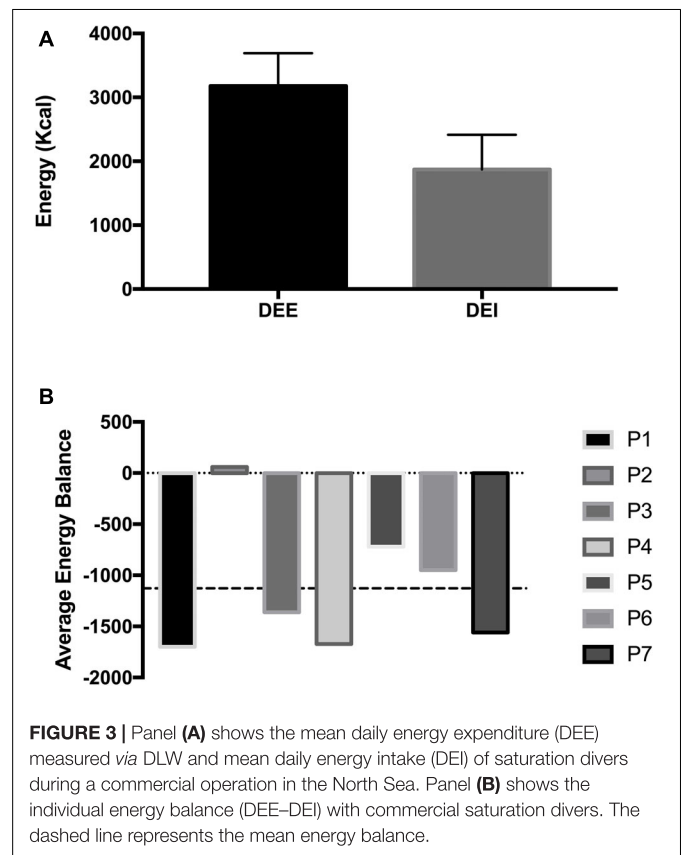 A
Energy (Kcal)
4000
3000
2000
1000
0
DEE
DEI
B
Average Energy Balance
500
0
-500
-1000
-1500
-2000
P1
P2
P3
P4
P5
P6
P7
FIGURE 3 | Panel (A) shows the mean daily energy expenditure (DEE)
measured via DLW and mean daily energy intake (DEI) of saturation divers
during a commercial operation in the North Sea. Panel (B) shows the
individual energy balance (DEE–DEI) with commercial saturation divers. The
dashed line represents the mean energy balance.